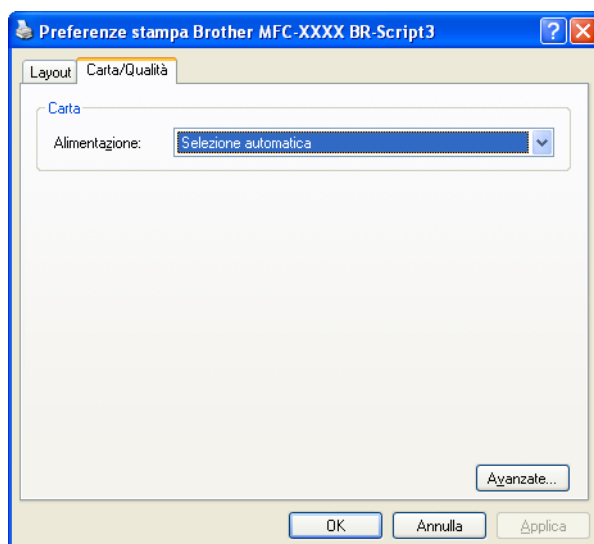 Preferenze stampa Brother MFC-XXXX BR-Script3
Layout Carta/Qualità
Carta
Alimentazione: Selezione automatica
Avanzate...
OK Annulla Applica